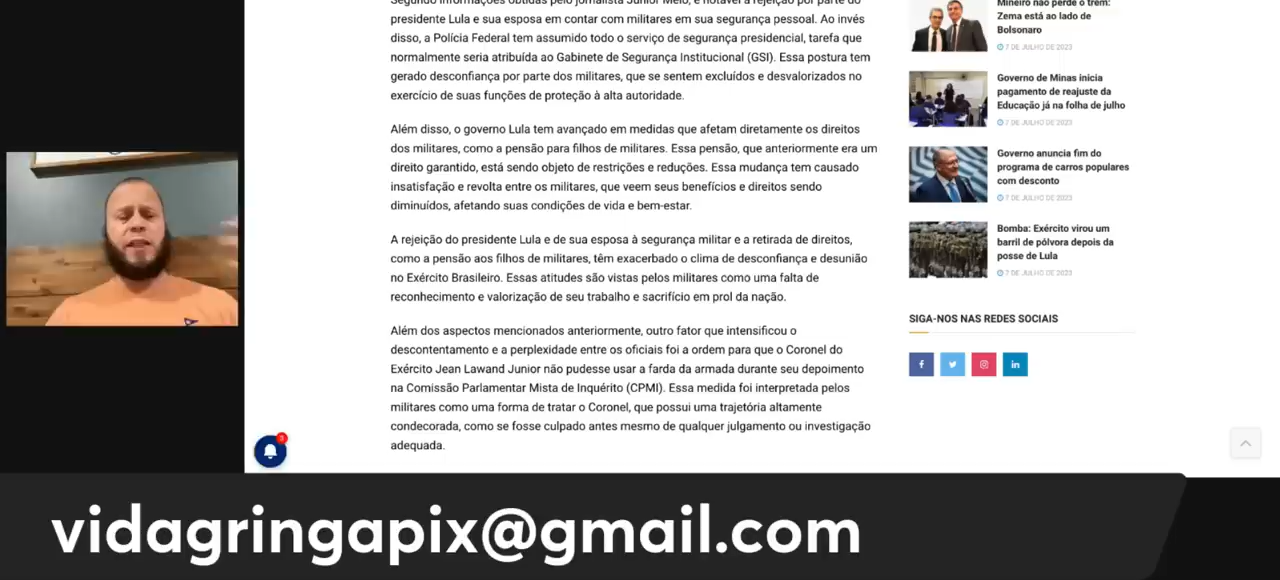 Segundo informações obtidas pelo jornalista Júnior Melo, é notável a rejeição por parte do
presidente Lula e sua esposa em contar com militares em sua segurança pessoal. Ao invés
disso, a Polícia Federal tem assumido todo o serviço de segurança presidencial, tarefa que
normalmente seria atribuída ao Gabinete de Segurança Institucional (GSI). Essa postura tem
gerado desconfiança por parte dos militares, que se sentem excluídos e desvalorizados no
exercício de suas funções de proteção à alta autoridade.
Além disso, o governo Lula tem avançado em medidas que afetam diretamente os direitos
dos militares, como a pensão para filhos de militares. Essa pensão, que anteriormente era um
direito garantido, está sendo objeto de restrições e reduções. Essa mudança tem causado
insatisfação e revolta entre os militares, que veem seus benefícios e direitos sendo
diminuídos, afetando suas condições de vida e bem-estar.
A rejeição do presidente Lula e de sua esposa à segurança militar e a retirada de direitos,
como a pensão aos filhos de militares, têm exacerbado o clima de desconfiança e desunião
no Exército Brasileiro. Essas atitudes são vistas pelos militares como uma falta de
reconhecimento e valorização de seu trabalho e sacrifício em prol da nação.
Além dos aspectos mencionados anteriormente, outro fator que intensificou o
descontentamento e a perplexidade entre os oficiais foi a ordem para que o Coronel do
Exército Jean Lawand Junior não pudesse usar a farda da armada durante seu depoimento
na Comissão Parlamentar Mista de Inquérito (CPMI). Essa medida foi interpretada pelos
militares como uma forma de tratar o Coronel, que possui uma trajetória altamente
condecorada, como se fosse culpado antes mesmo de qualquer julgamento ou investigação
adequada.
Mineiro não perde o trem:
Zema está ao lado de
Bolsonaro
7 DE JULHO DE 2023
Governo de Minas inicia
pagamento de reajuste da
Educação já na folha de julho
7 DE JULHO DE 2023
Governo anuncia fim do
programa de carros populares
com desconto
7 DE JULHO DE 2023
Bomba: Exército virou um
barril de pólvora depois da
posse de Lula
7 DE JULHO DE 2023
SIGA-NOS NAS REDES SOCIAIS
3
vidagringapix@gmail.com